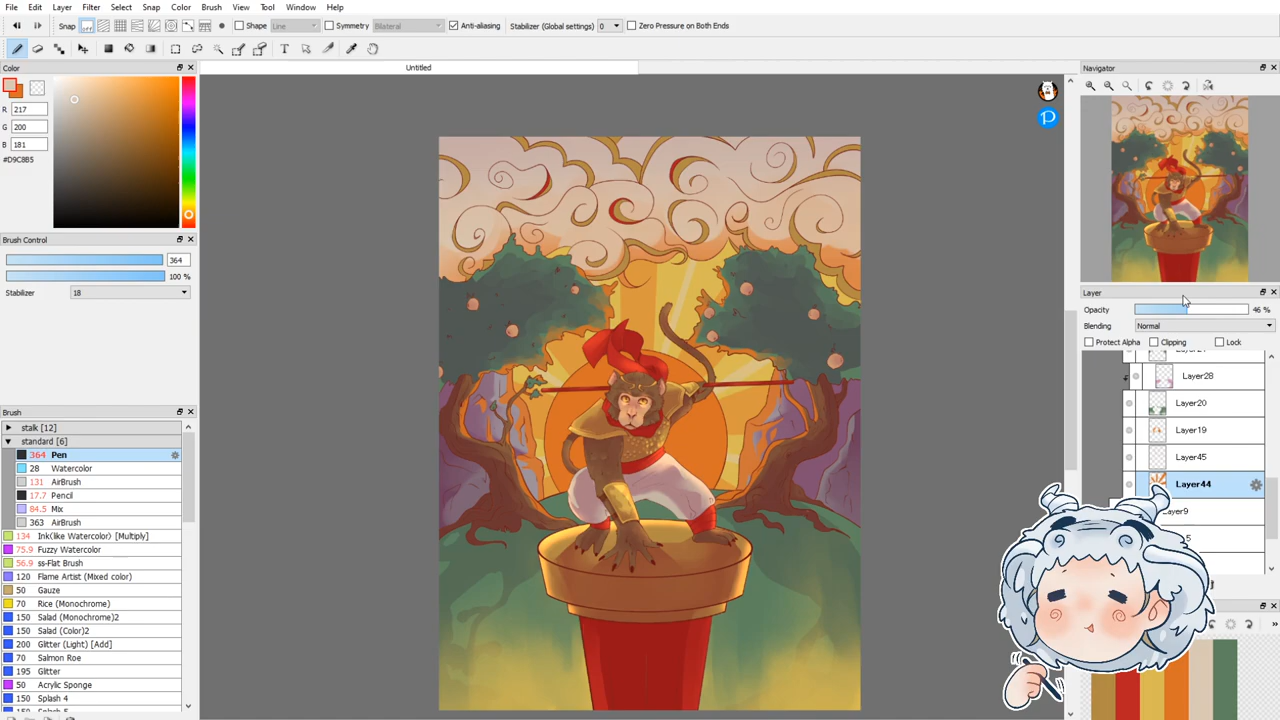 File Edit Layer Filter Select Snap Color Brush View Tool Window Help
Snap Off Shape Line Symmetry Bilateral Anti-aliasing Stabilizer (Global settings) 0 Zero Pressure on Both Ends
Color
Untitled
Navigator
R 217
G 200
B 181
#D9C8B5
Brush Control
364
100 %
Stabilizer 18
Layer
Opacity 46 %
Blending Normal
Protect Alpha Clipping Lock
Layer28
Layer20
Layer19
Layer45
Layer44
ayer9
5
Brush
stalk [12]
standard [6]
364 Pen
28 Watercolor
131 AirBrush
17.7 Pencil
84.5 Mix
363 AirBrush
134 Ink(like Watercolor) [Multiply]
75.9 Fuzzy Watercolor
56.9 ss-Flat Brush
120 Flame Artist (Mixed color)
50 Gauze
70 Rice (Monochrome)
150 Salad (Monochrome)2
150 Salad (Color)2
200 Glitter (Light) [Add]
70 Salmon Roe
195 Glitter
50 Acrylic Sponge
150 Splash 4
150 Splash 5